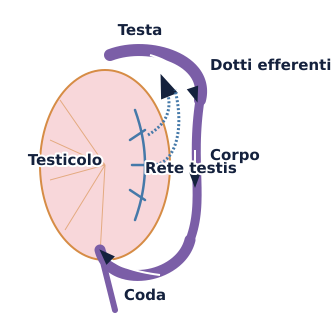 Testa
Dotti efferenti
Testicolo
Corpo
Rete testis
Coda